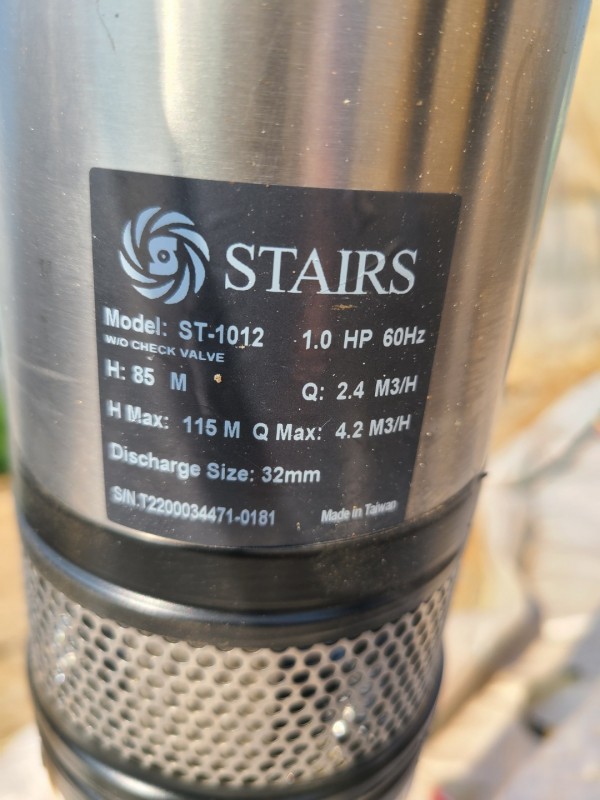 STAIRS
Model: ST-1012 1.0 HP 60Hz
W/O CHECK VALVE
H: 85 M Q: 2.4 M3/H
H Max: 115 M Q Max: 4.2 M3/H
Discharge Size: 32mm
S/N.T2200034471-0181 Made in Taiwan